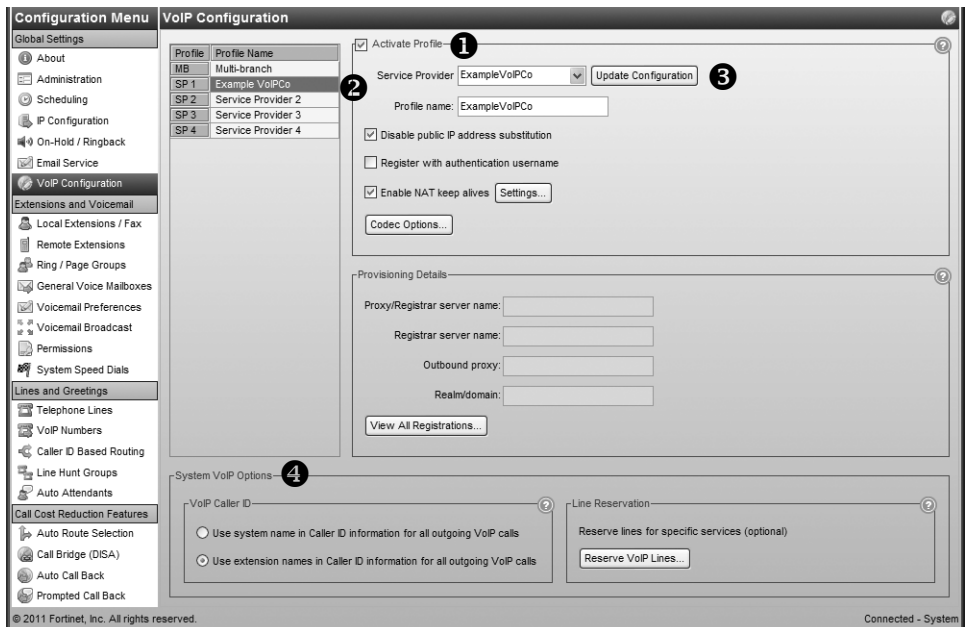 Configuration Menu
VoIP Configuration
Global Settings
About
Administration
Scheduling
IP Configuration
On-Hold / Ringback
Email Service
VoIP Configuration
Extensions and Voicemail
Local Extensions / Fax
Remote Extensions
Ring / Page Groups
General Voice Mailboxes
Voicemail Preferences
Voicemail Broadcast
Permissions
System Speed Dials
Lines and Greetings
Telephone Lines
VoIP Numbers
Caller ID Based Routing
Line Hunt Groups
Auto Attendants
Call Cost Reduction Features
Auto Route Selection
Call Bridge (DISA)
Auto Call Back
Prompted Call Back
Profile Profile Name
MB Multi-branch
SP 1 Example VoIPCo
SP 2 Service Provider 2
SP 3 Service Provider 3
SP 4 Service Provider 4
2
Activate Profile 1
?
Service Provider ExampleVoIPCo Update Configuration 3
Profile name: ExampleVoIPCo
Disable public IP address substitution
Register with authentication username
Enable NAT keep alives Settings...
Codec Options...
Provisioning Details
?
Proxy/Registrar server name:
Registrar server name:
Outbound proxy:
Realm/domain:
View All Registrations...
System VoIP Options 4
VoIP Caller ID
?
Use system name in Caller ID information for all outgoing VoIP calls
Use extension names in Caller ID information for all outgoing VoIP calls
Line Reservation
?
Reserve lines for specific services (optional)
Reserve VoIP Lines...
© 2011 Fortinet, Inc. All rights reserved.
Connected - System